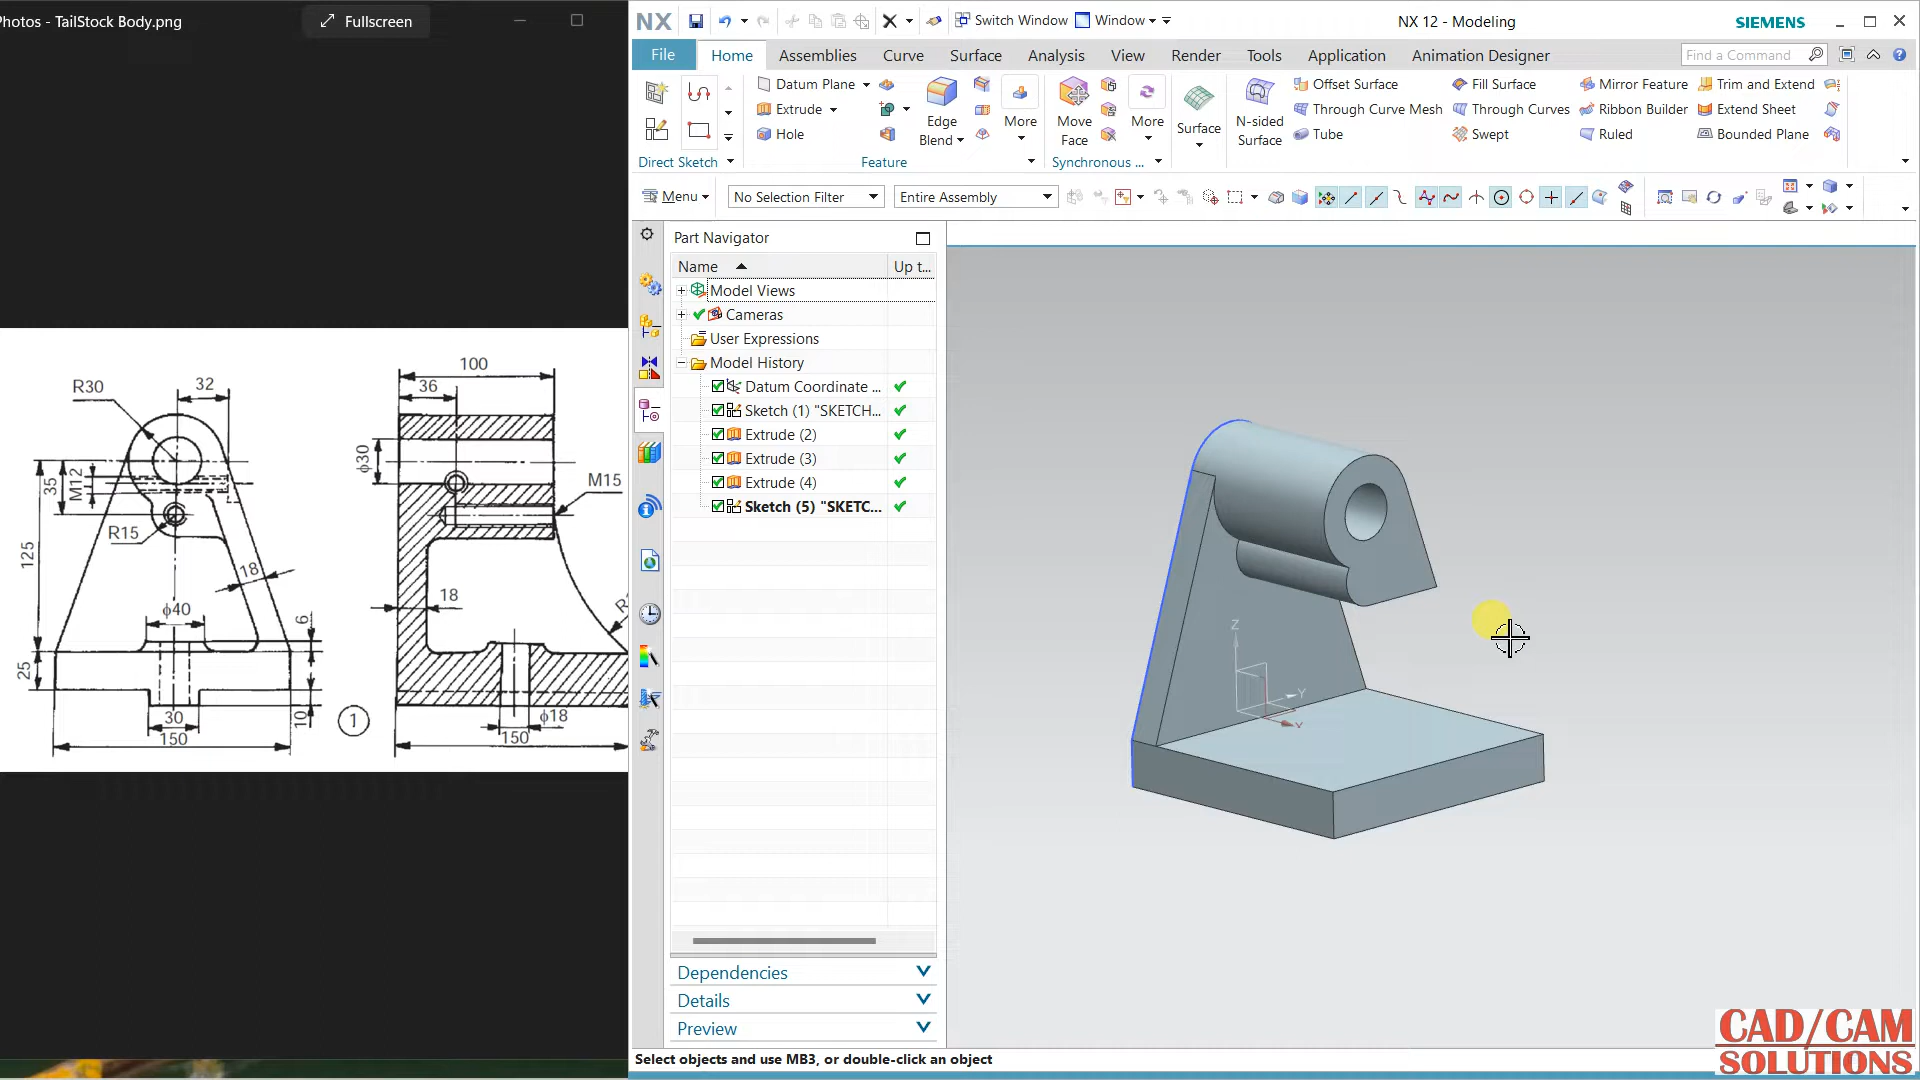 Photos - TailStock Body.png
Fullscreen
NX
Switch Window
Window
NX 12 - Modeling
SIEMENS
File
Home
Assemblies
Curve
Surface
Analysis
View
Render
Tools
Application
Animation Designer
Find a Command
Datum Plane
Extrude
Hole
Edge
Blend
More
Move
Face
More
Surface
N-sided
Surface
Offset Surface
Through Curve Mesh
Tube
Fill Surface
Through Curves
Swept
Mirror Feature
Ribbon Builder
Ruled
Trim and Extend
Extend Sheet
Bounded Plane
Direct Sketch
Feature
Synchronous ...
Menu
No Selection Filter
Entire Assembly
Part Navigator
Name
Up t...
Model Views
Cameras
User Expressions
Model History
Datum Coordinate ...
Sketch (1) "SKETCH...
Extrude (2)
Extrude (3)
Extrude (4)
Sketch (5) "SKETC...
Dependencies
Details
Preview
Select objects and use MB3, or double-click an object
R30
32
100
36
ϕ30
M15
35
M12
R15
125
18
ϕ40
6
18
25
30
10
150
1
ϕ18
150
Z
Y
X
CAD/CAM
SOLUTIONS